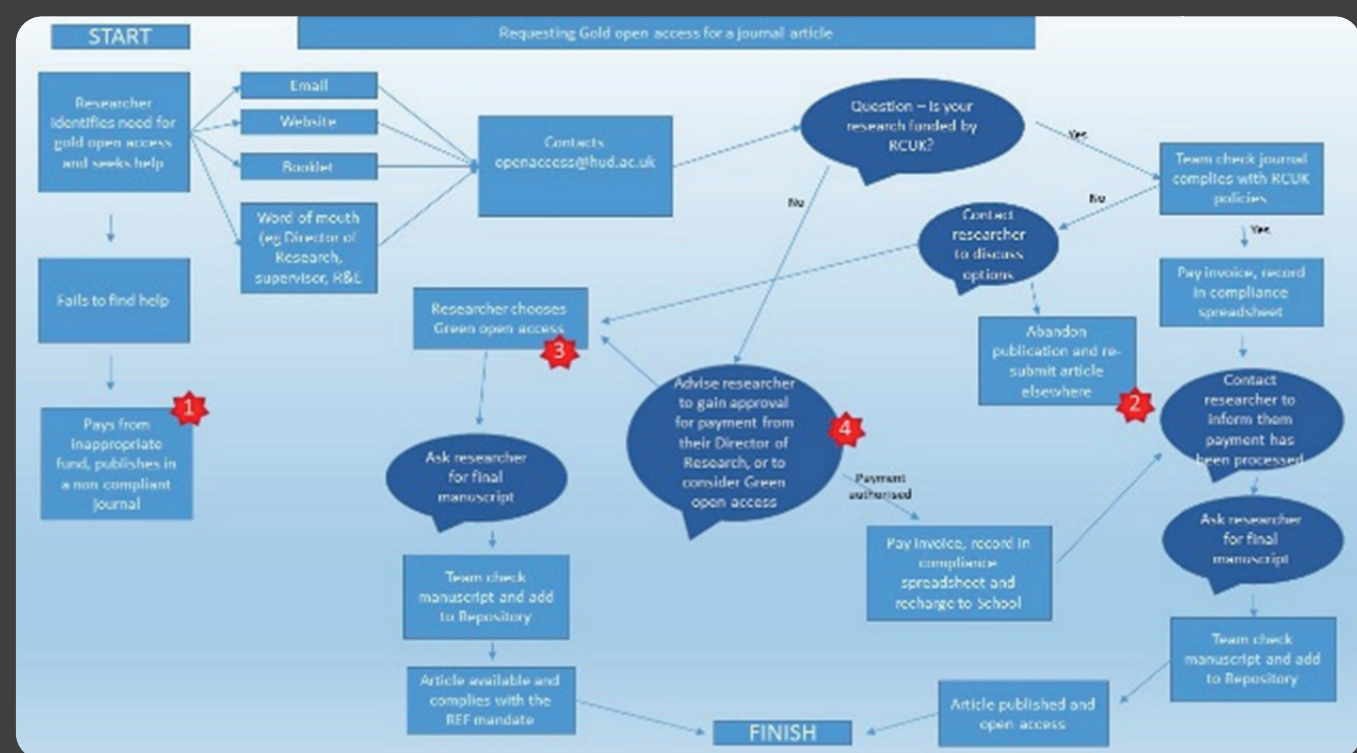 START
Requesting Gold open access for a journal article
Researcher
identifies need for
gold open access
and seeks help
Email
Website
Booklet
Word of mouth
(eg Director of
Research,
supervisor, R&E
Contacts
openaccess@hud.ac.uk
Question – is your
research funded by
RCUK?
Yes
No
Team check journal
complies with RCUK
policies
No
Yes
Contact
researcher
to discuss
options
Pay invoice, record
in compliance
spreadsheet
Fails to find help
Researcher chooses
Green open access
3
Abandon
publication and re-
submit article
elsewhere
2
Pays from
inappropriate
fund, publishes in
a non compliant
journal
1
Advise researcher
to gain approval
for payment from
their Director of
Research, or to
consider Green
open access
4
Contact
researcher to
inform them
payment has
been processed
Ask researcher
for final
manuscript
Payment
authorised
Pay invoice, record in
compliance
spreadsheet and
recharge to School
Ask researcher
for final
manuscript
Team check
manuscript and add
to Repository
Team check
manuscript and add
to Repository
Article available and
complies with the
REF mandate
Article published and
open access
FINISH